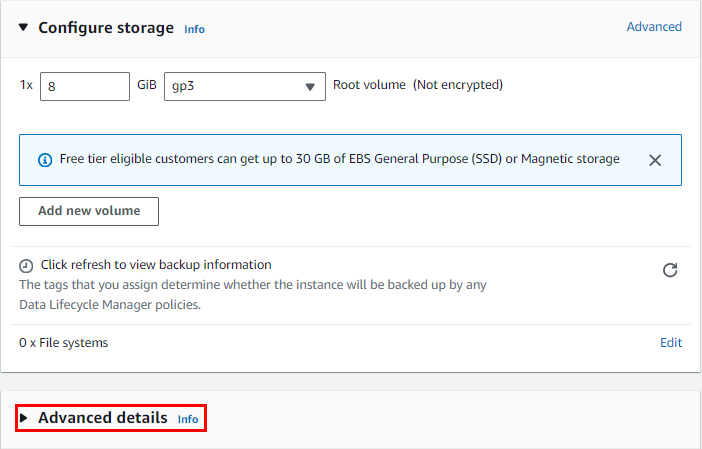 Configure storage Info Advanced
1x 8 GiB gp3 Root volume (Not encrypted)
Free tier eligible customers can get up to 30 GB of EBS General Purpose (SSD) or Magnetic storage
Add new volume
Click refresh to view backup information
The tags that you assign determine whether the instance will be backed up by any
Data Lifecycle Manager policies.
0 x File systems Edit
Advanced details Info